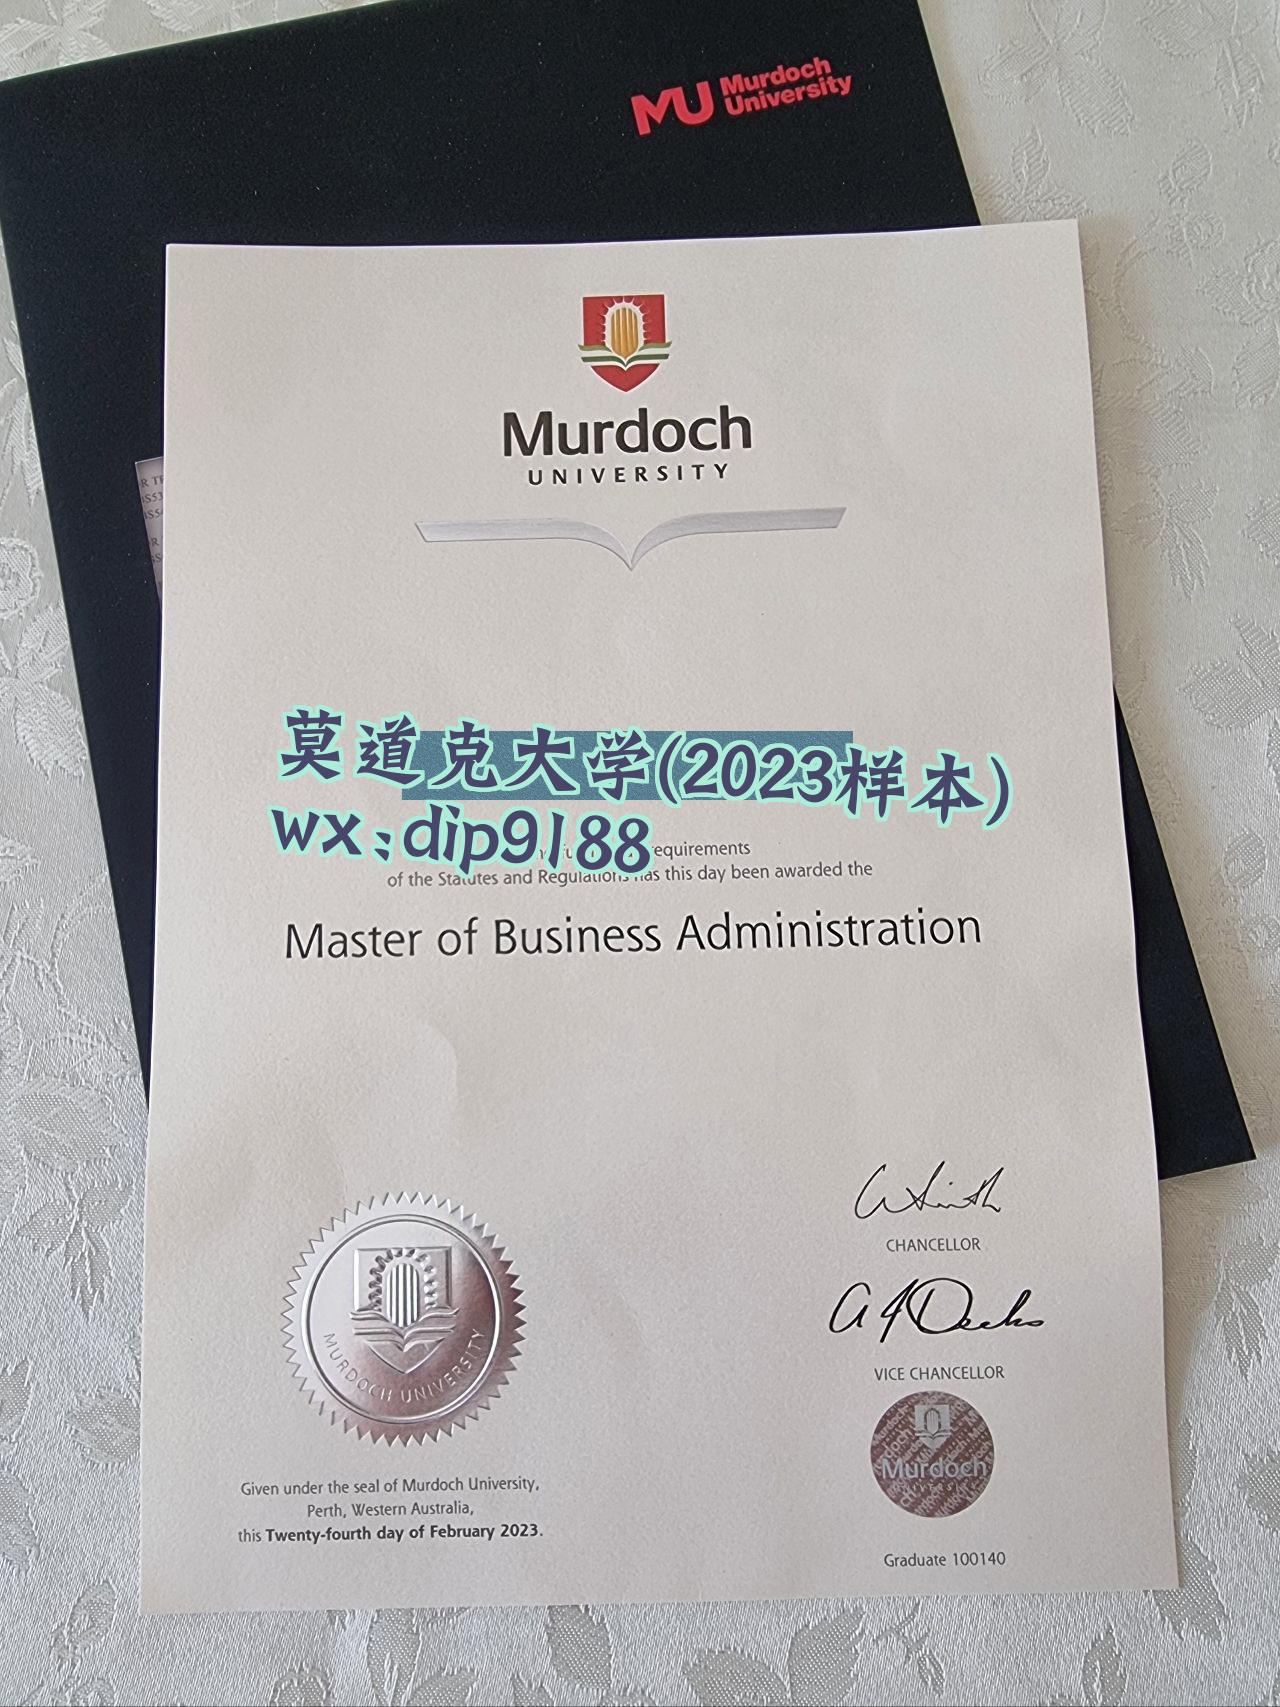 MU Murdoch
University
Murdoch
UNIVERSITY
莫道克大学(2023样本)
wx:dip9188
requirements
of the Statutes and Regulations has this day been awarded the
Master of Business Administration
CHANCELLOR
VICE CHANCELLOR
MURDOCH UNIVERSITY
Murdoch
UNIVERSITY
Given under the seal of Murdoch University,
Perth, Western Australia,
this Twenty-fourth day of February 2023.
Graduate 100140